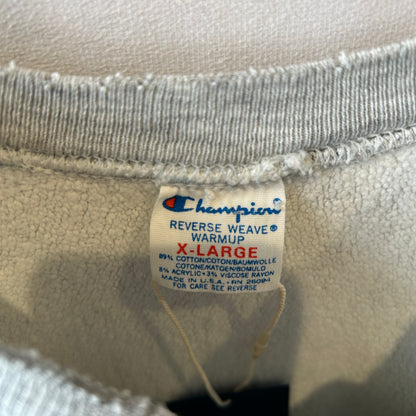 Champion
REVERSE WEAVE®
WARMUP
X-LARGE
89% COTTON/COTON/BAUMWOLLE
COTONE/KATOEN/BOMULD
8% ACRYLIC • 3% VISCOSE RAYON
MADE IN U.S.A. • RN 26094
FOR CARE SEE REVERSE